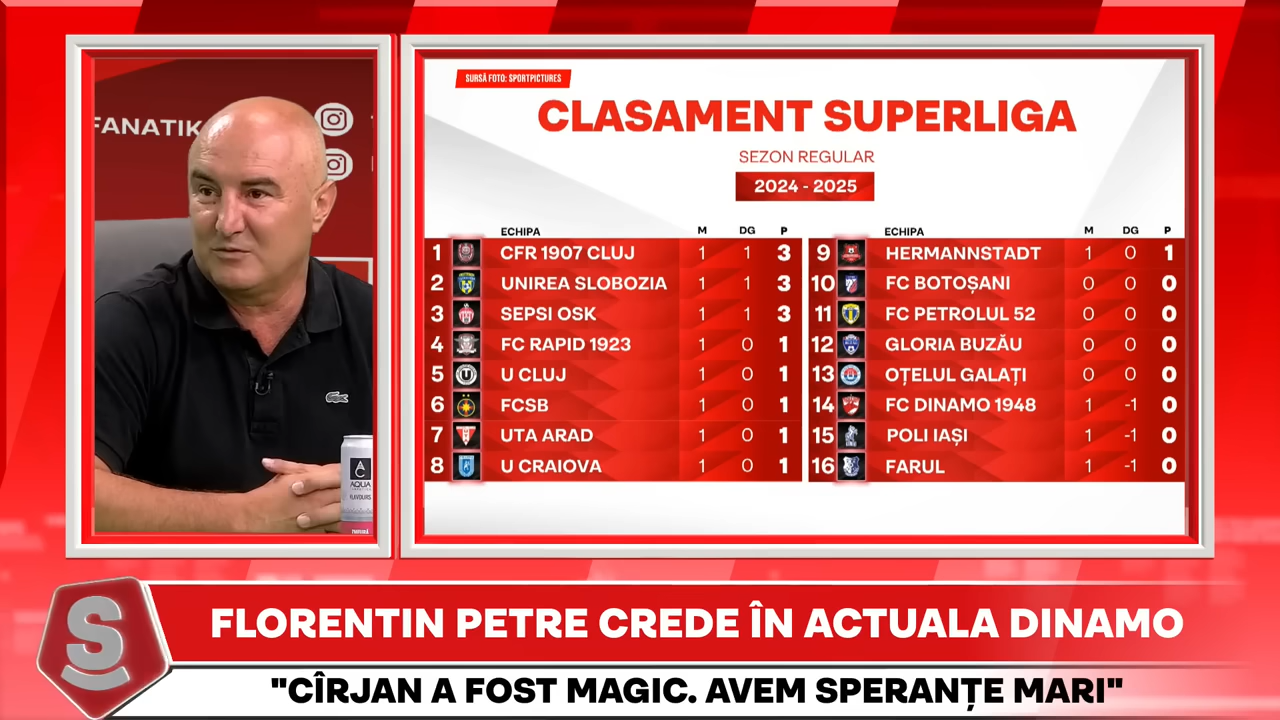 FANATIK
SURSĂ FOTO: SPORTPICTURES
CLASAMENT SUPERLIGA
SEZON REGULAR
2024 - 2025
ECHIPA M DG P
1 CFR 1907 CLUJ 1 1 3
2 UNIREA SLOBOZIA 1 1 3
3 SEPSI OSK 1 1 3
4 FC RAPID 1923 1 0 1
5 U CLUJ 1 0 1
6 FCSB 1 0 1
7 UTA ARAD 1 0 1
8 U CRAIOVA 1 0 1
ECHIPA M DG P
9 HERMANNSTADT 1 0 1
10 FC BOTOȘANI 0 0 0
11 FC PETROLUL 52 0 0 0
12 GLORIA BUZĂU 0 0 0
13 OȚELUL GALAȚI 0 0 0
14 FC DINAMO 1948 1 -1 0
15 POLI IAȘI 1 -1 0
16 FARUL 1 -1 0
AQUA
FLAVOURS
S
FLORENTIN PETRE CREDE ÎN ACTUALA DINAMO
"CÎRJAN A FOST MAGIC. AVEM SPERANȚE MARI"